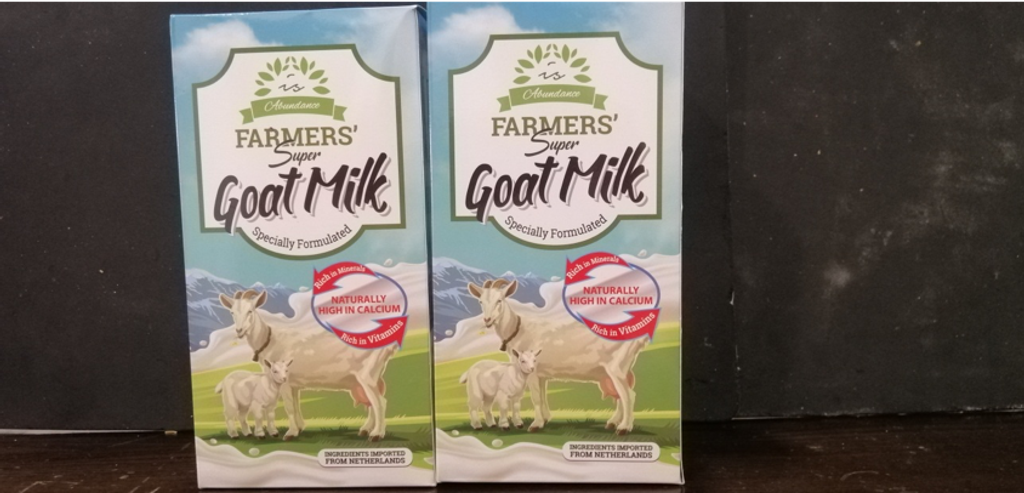 is
Abundance
FARMERS'
Super
Goat Milk
Specially Formulated
Rich in Minerals
NATURALLY
HIGH IN CALCIUM
Rich in Vitamins
INGREDIENTS IMPORTED
FROM NETHERLANDS
is
Abundance
FARMERS'
Super
Goat Milk
Specially Formulated
Rich in Minerals
NATURALLY
HIGH IN CALCIUM
Rich in Vitamins
INGREDIENTS IMPORTED
FROM NETHERLANDS